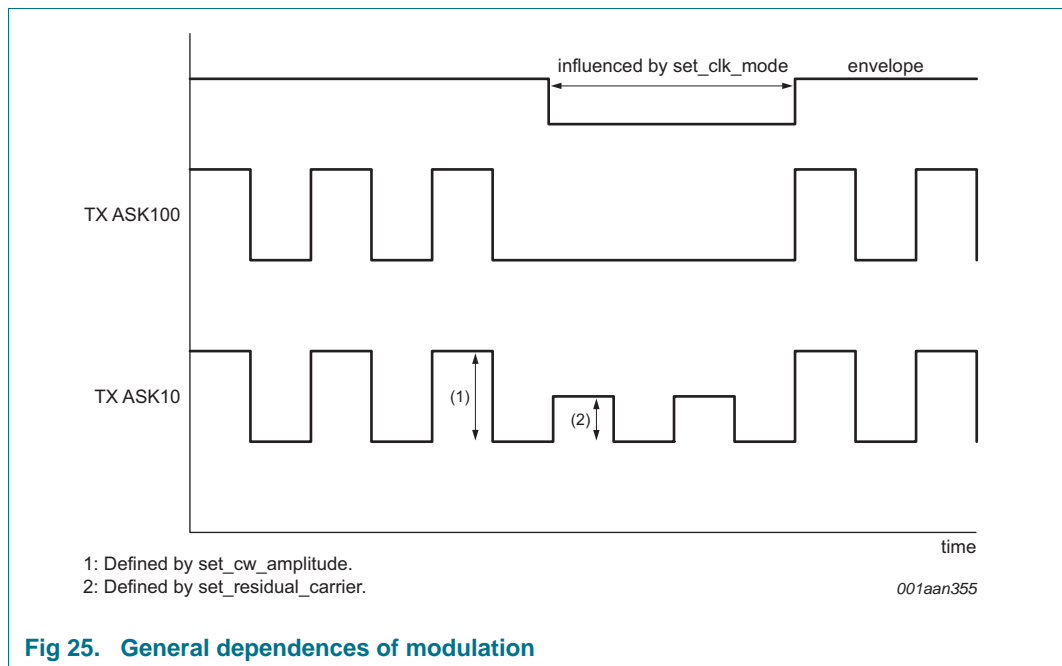 influenced by set_clk_mode
envelope
TX ASK100
TX ASK10
(1)
(2)
time
1: Defined by set_cw_amplitude.
2: Defined by set_residual_carrier.
001aan355
Fig 25. General dependences of modulation